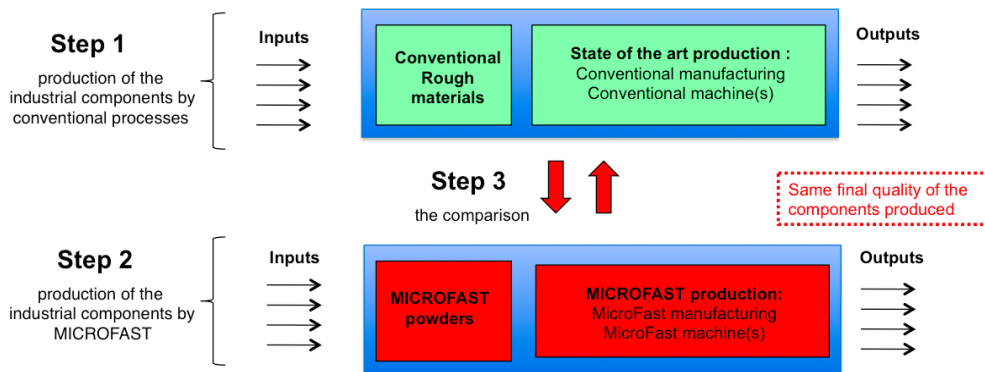 Step 1
production of the
industrial components by
conventional processes
Inputs
Conventional
Rough
materials
State of the art production :
Conventional manufacturing
Conventional machine(s)
Outputs
Step 3
the comparison
Same final quality of the
components produced
Step 2
production of the
industrial components by
MICROFAST
Inputs
MICROFAST
powders
MICROFAST production:
MicroFast manufacturing
MicroFast machine(s)
Outputs